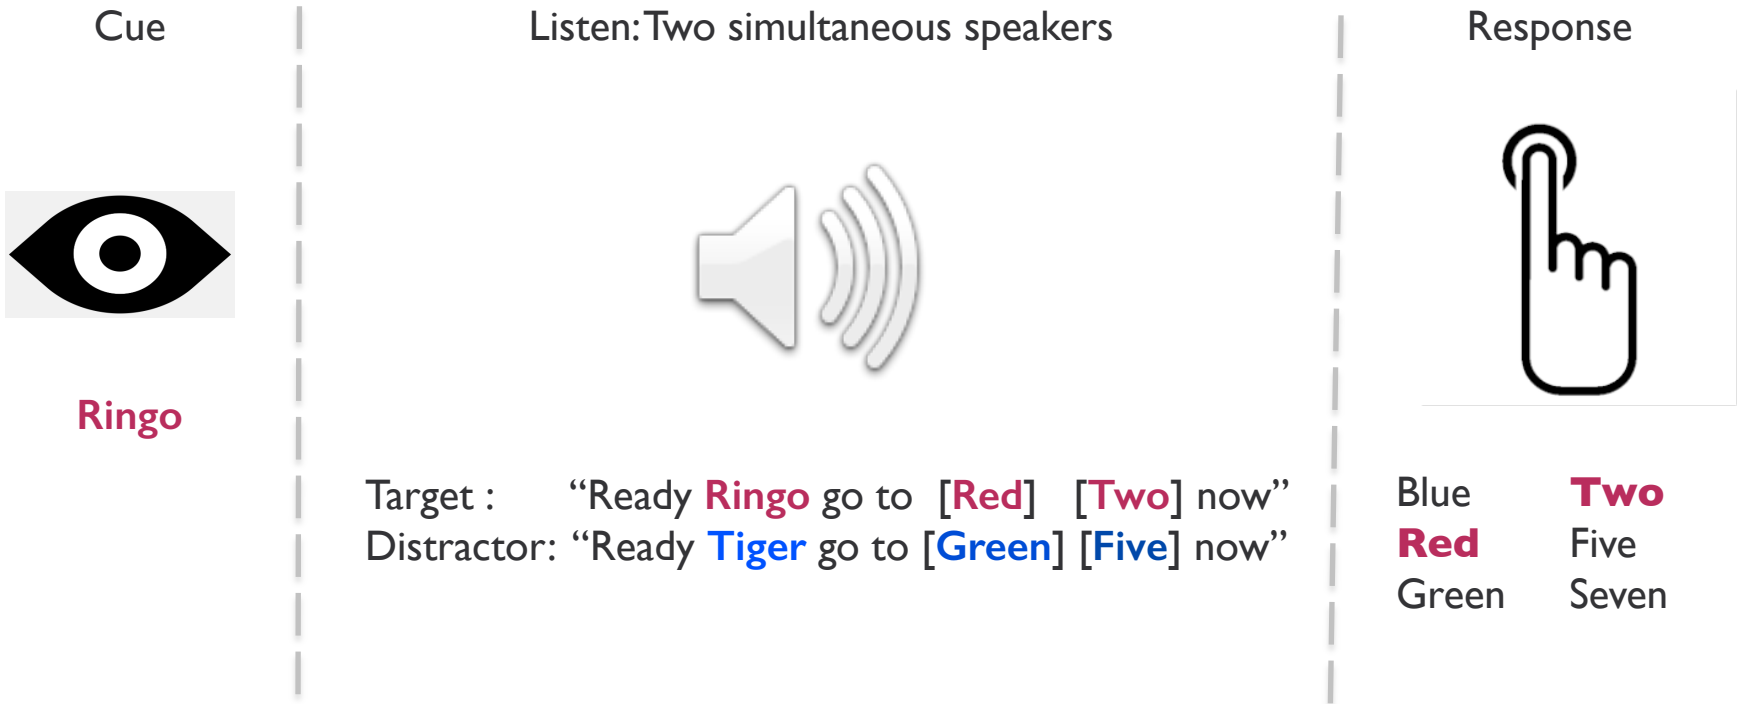 Cue
Listen: Two simultaneous speakers
Response
Ringo
Target : “Ready Ringo go to [Red] [Two] now”
Distractor: “Ready Tiger go to [Green] [Five] now”
Blue Two
Red Five
Green Seven